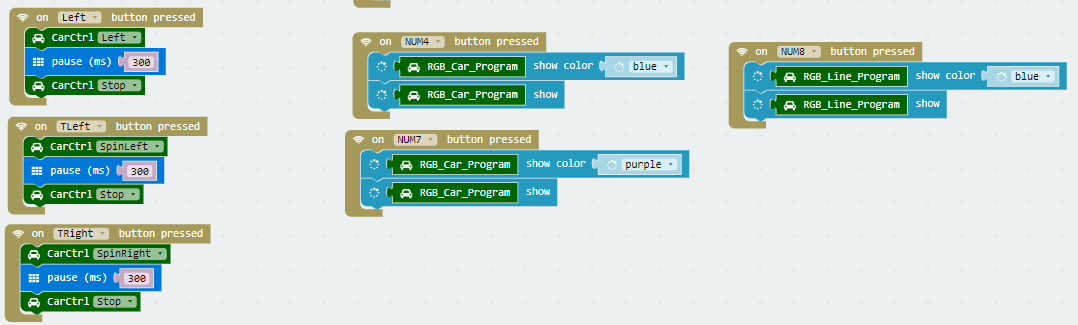 on Left button pressed
CarCtrl Left
pause (ms) 300
CarCtrl Stop
on TLeft button pressed
CarCtrl SpinLeft
pause (ms) 300
CarCtrl Stop
on TRight button pressed
CarCtrl SpinRight
pause (ms) 300
CarCtrl Stop
on NUM4 button pressed
RGB_Car_Program show color blue
RGB_Car_Program show
on NUM7 button pressed
RGB_Car_Program show color purple
RGB_Car_Program show
on NUM8 button pressed
RGB_Line_Program show color blue
RGB_Line_Program show